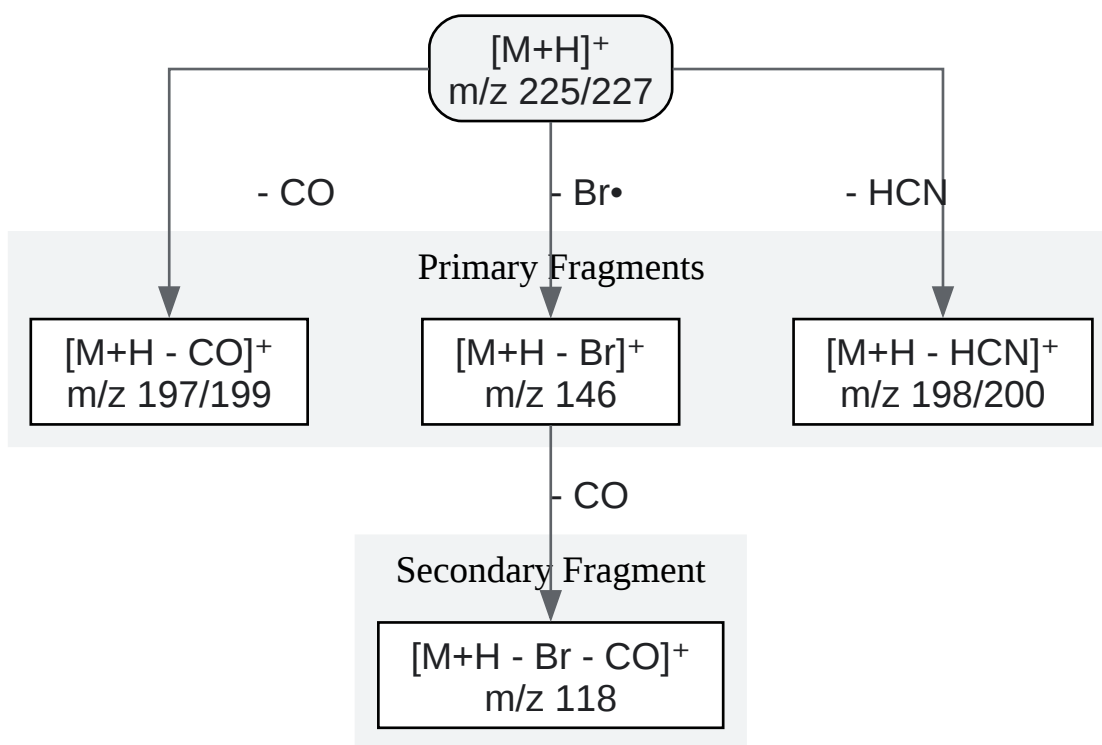 [M+H]⁺
m/z 225/227
- CO
- Br•
- HCN
Primary Fragments
[M+H - CO]⁺
m/z 197/199
[M+H - Br]⁺
m/z 146
[M+H - HCN]⁺
m/z 198/200
- CO
Secondary Fragment
[M+H - Br - CO]⁺
m/z 118